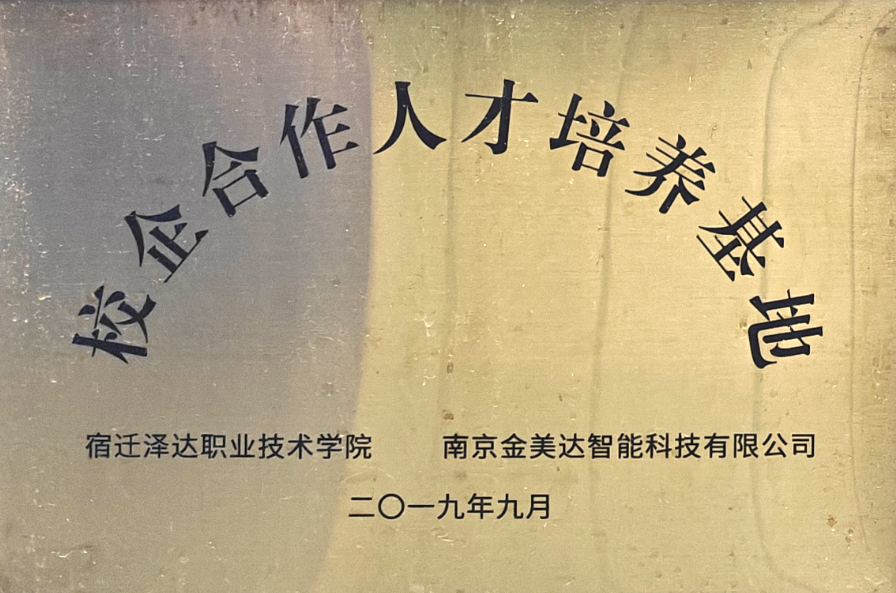 校企合作人才培养基地
宿迁泽达职业技术学院 南京金美达智能科技有限公司
二〇一九年九月